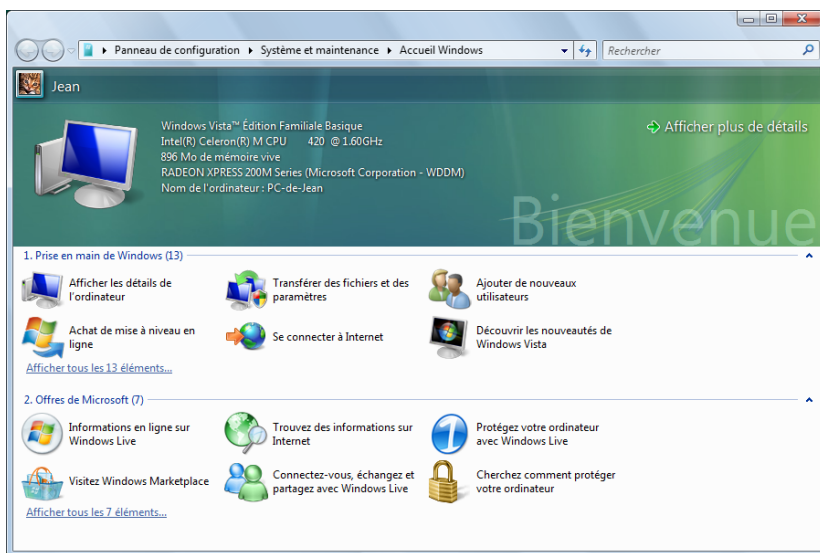 Panneau de configuration
Système et maintenance
Accueil Windows
Rechercher
Jean
Windows Vista™ Édition Familiale Basique
Intel(R) Celeron(R) M CPU 420 @ 1.60GHz
896 Mo de mémoire vive
RADEON XPRESS 200M Series (Microsoft Corporation - WDDM)
Nom de l'ordinateur : PC-de-Jean
Afficher plus de détails
Bienvenue
1. Prise en main de Windows (13)
Afficher les détails de
l'ordinateur
Transférer des fichiers et des
paramètres
Ajouter de nouveaux
utilisateurs
Achat de mise à niveau en
ligne
Se connecter à Internet
Découvrir les nouveautés de
Windows Vista
Afficher tous les 13 éléments...
2. Offres de Microsoft (7)
Informations en ligne sur
Windows Live
Trouvez des informations sur
Internet
Protégez votre ordinateur
avec Windows Live
Visitez Windows Marketplace
Connectez-vous, échangez et
partagez avec Windows Live
Cherchez comment protéger
votre ordinateur
Afficher tous les 7 éléments...